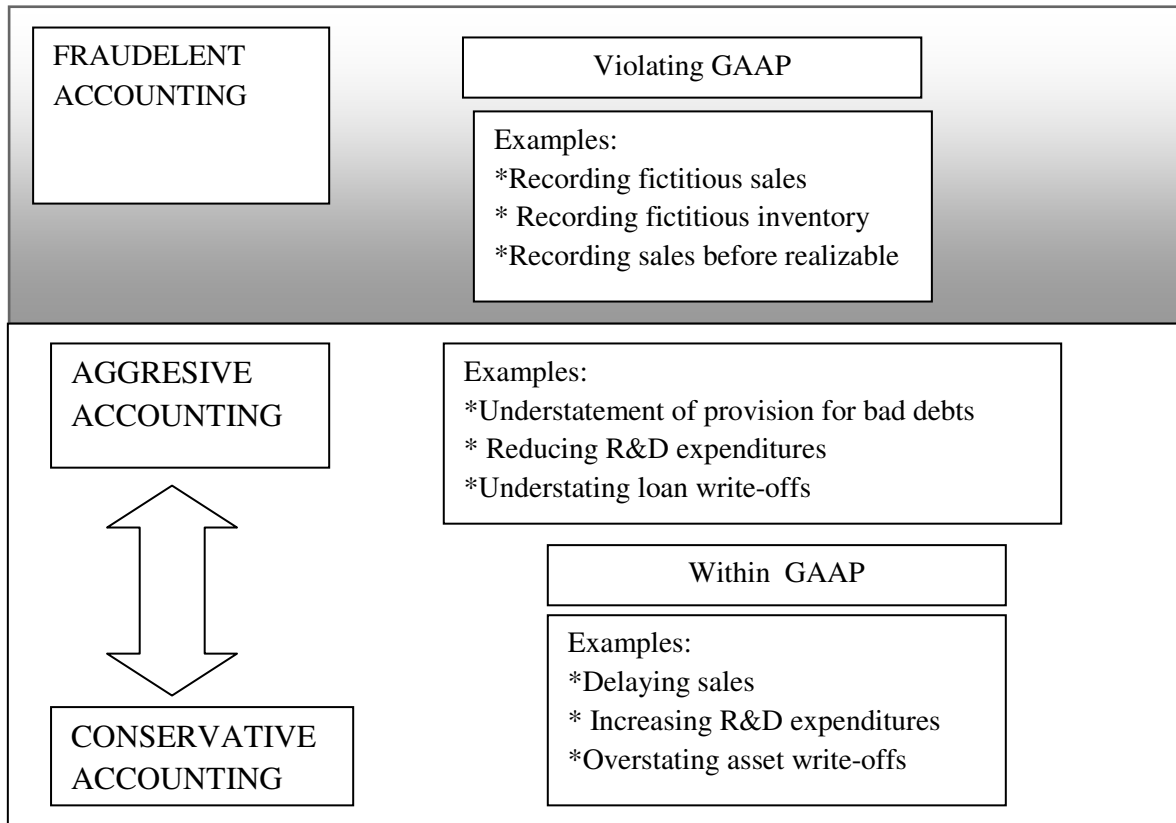 FRAUDELENT
ACCOUNTING
Violating GAAP
Examples:
*Recording fictitious sales
* Recording fictitious inventory
*Recording sales before realizable
AGGRESIVE
ACCOUNTING
Examples:
*Understatement of provision for bad debts
* Reducing R&D expenditures
*Understating loan write-offs
Within GAAP
Examples:
*Delaying sales
* Increasing R&D expenditures
*Overstating asset write-offs
CONSERVATIVE
ACCOUNTING